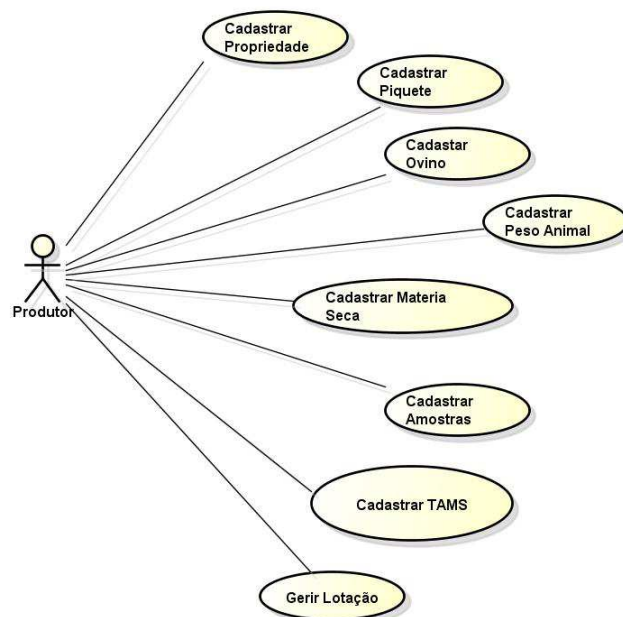 Cadastrar
Propriedade
Cadastrar
Piquete
Cadastar
Ovino
Cadastrar
Peso Animal
Produtor
Cadastrar Materia
Seca
Cadastrar
Amostras
Cadastrar TAMS
Gerir Lotação